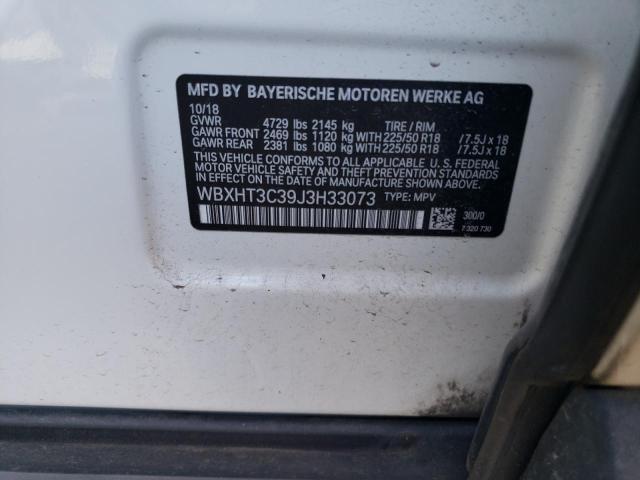 MFD BY BAYERISCHE MOTOREN WERKE AG
10/18
GVWR 4729 lbs 2145 kg TIRE / RIM
GAWR FRONT 2469 lbs 1120 kg WITH 225/50 R18 / 7.5J x 18
GAWR REAR 2381 lbs 1080 kg WITH 225/50 R18 / 7.5J x 18
THIS VEHICLE CONFORMS TO ALL APPLICABLE U. S. FEDERAL
MOTOR VEHICLE SAFETY AND THEFT PREVENTION STANDARDS
IN EFFECT ON THE DATE OF MANUFACTURE SHOWN ABOVE.
WBXHT3C39J3H33073 TYPE: MPV
300/0
7 320 730